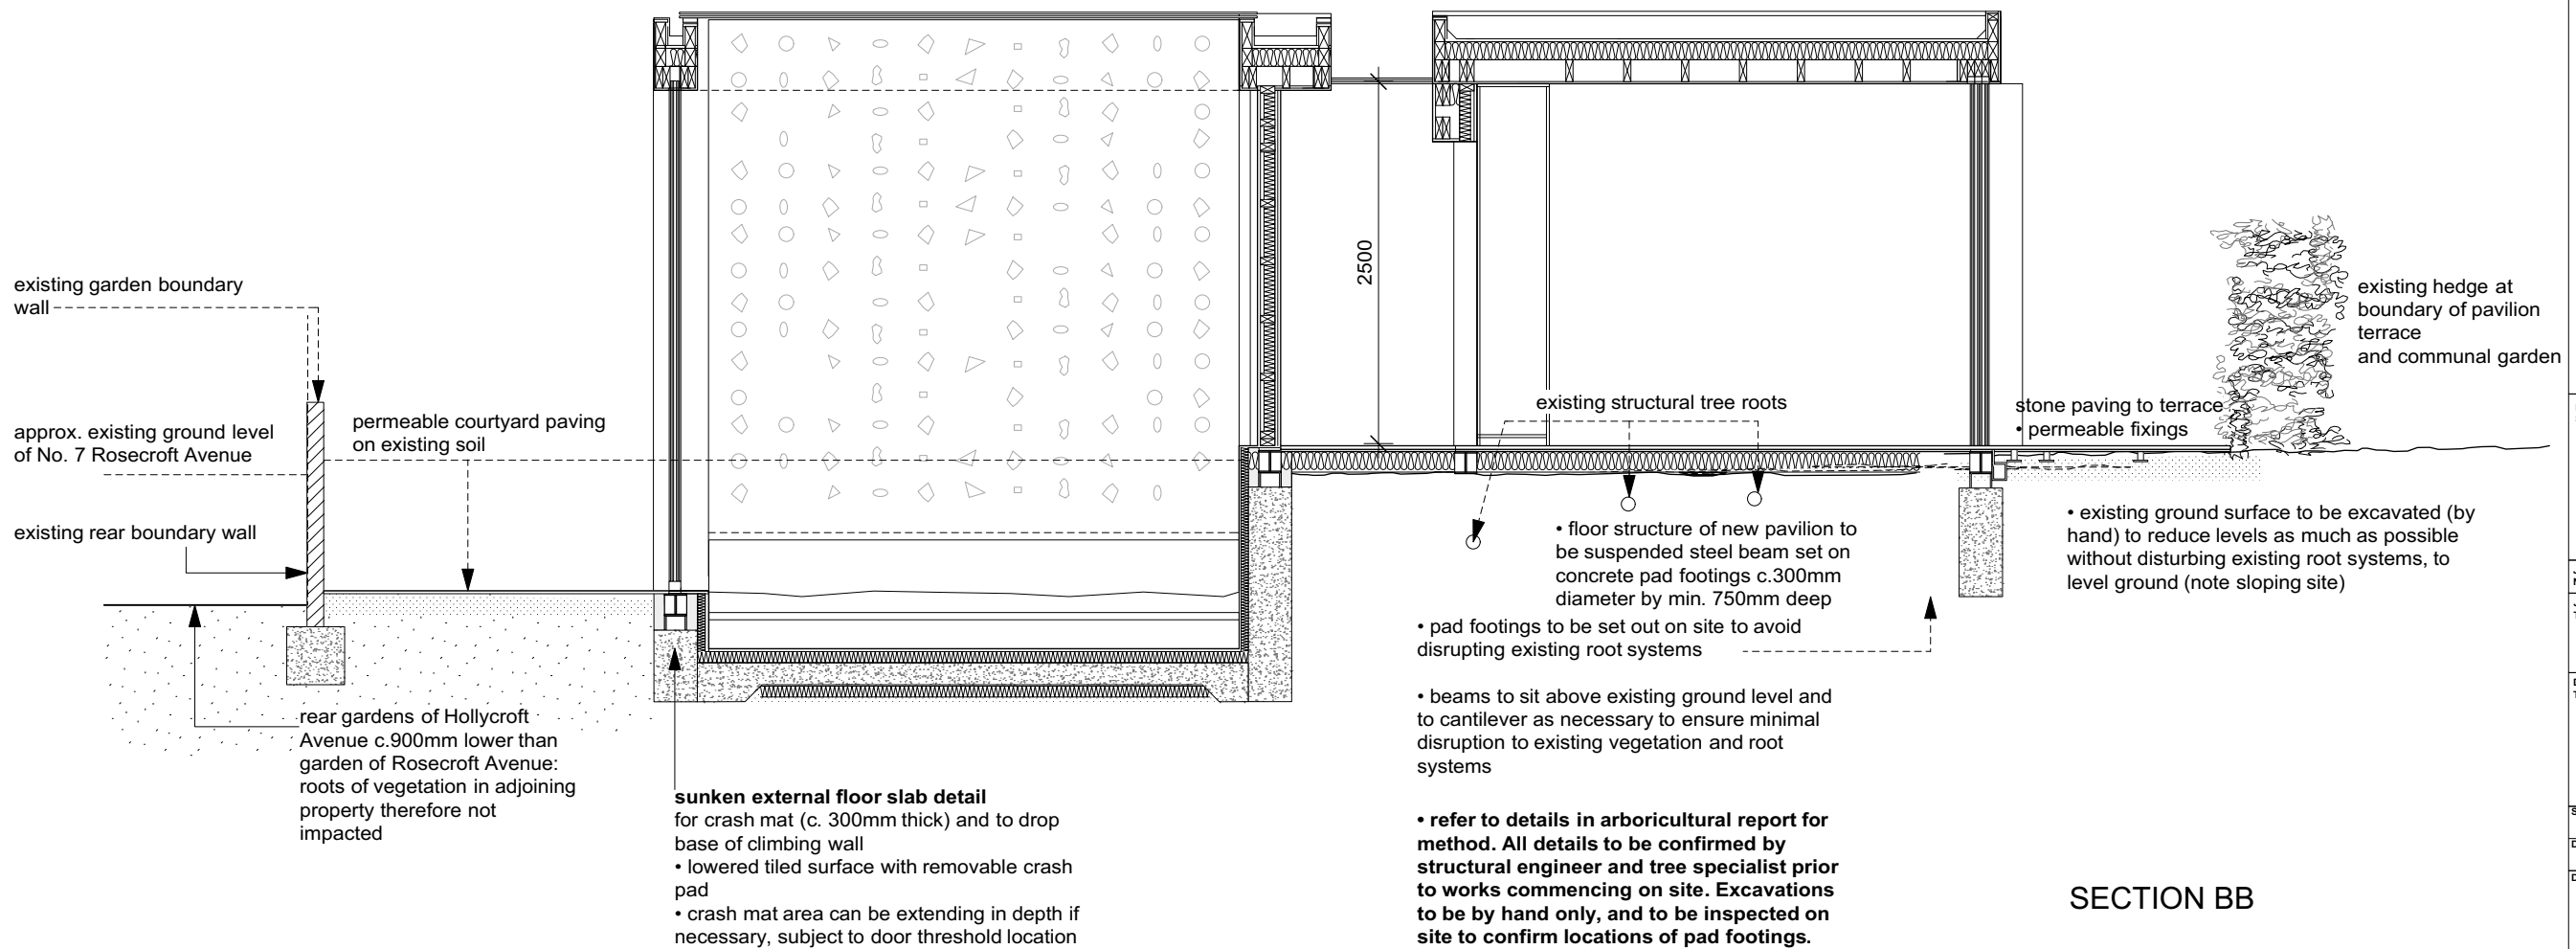 existing garden boundary
wall
approx. existing ground level
of No. 7 Rosecroft Avenue
existing rear boundary wall
permeable courtyard paving
on existing soil
rear gardens of Hollycroft
Avenue c.900mm lower than
garden of Rosecroft Avenue:
roots of vegetation in adjoining
property therefore not
impacted
sunken external floor slab detail
for crash mat (c. 300mm thick) and to drop
base of climbing wall
• lowered tiled surface with removable crash
pad
• crash mat area can be extending in depth if
necessary, subject to door threshold location
2500
existing structural tree roots
• floor structure of new pavilion to
be suspended steel beam set on
concrete pad footings c.300mm
diameter by min. 750mm deep
• pad footings to be set out on site to avoid
disrupting existing root systems
• beams to sit above existing ground level and
to cantilever as necessary to ensure minimal
disruption to existing vegetation and root
systems
• refer to details in arboricultural report for
method. All details to be confirmed by
structural engineer and tree specialist prior
to works commencing on site. Excavations
to be by hand only, and to be inspected on
site to confirm locations of pad footings.
stone paving to terrace
• permeable fixings
existing hedge at
boundary of pavilion
terrace
and communal garden
• existing ground surface to be excavated (by
hand) to reduce levels as much as possible
without disturbing existing root systems, to
level ground (note sloping site)
SECTION BB